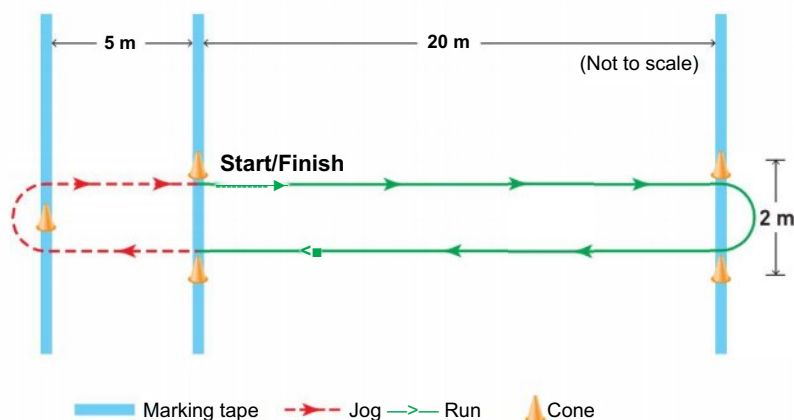 5 m 20 m
(Not to scale)
Start/Finish
2 m
Marking tape Jog Run Cone